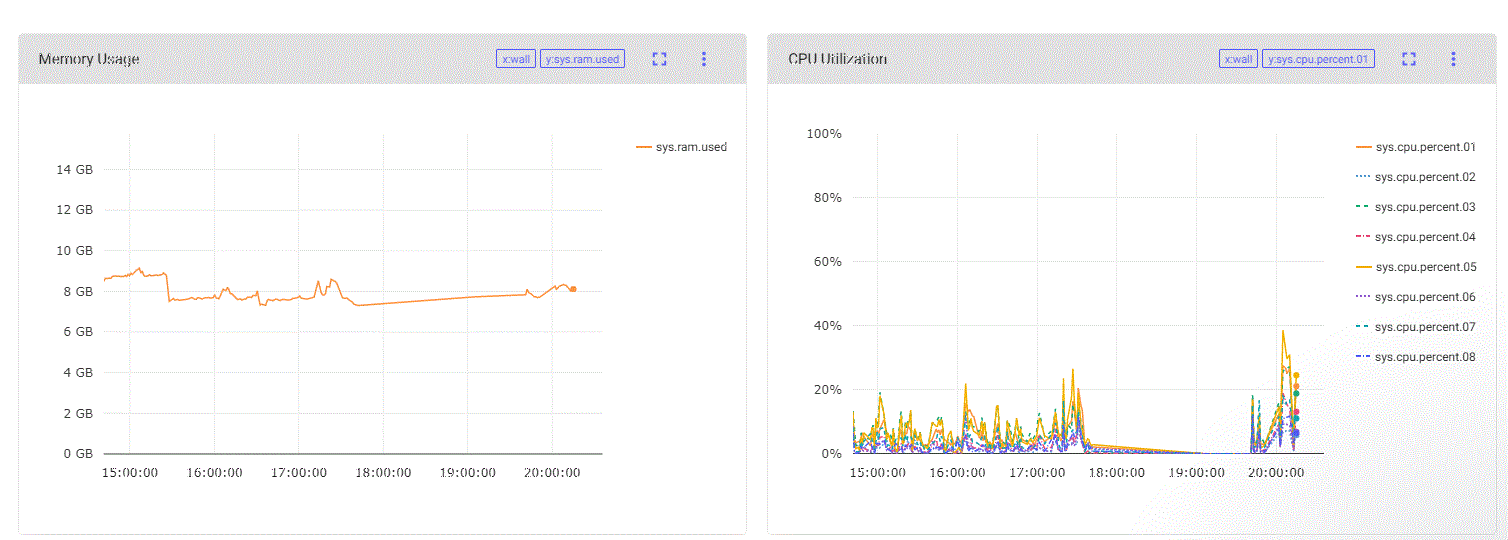 Memory Usage
x:wall
y:sys.ram.used
sys.ram.used
14 GB
12 GB
10 GB
8 GB
6 GB
4 GB
2 GB
0 GB
15:00:00 16:00:00 17:00:00 18:00:00 19:00:00 20:00:00
CPU Utilization
x:wall
y:sys.cpu.percent.01
100%
80%
60%
40%
20%
0%
15:00:00 16:00:00 17:00:00 18:00:00 19:00:00 20:00:00
sys.cpu.percent.01
sys.cpu.percent.02
sys.cpu.percent.03
sys.cpu.percent.04
sys.cpu.percent.05
sys.cpu.percent.06
sys.cpu.percent.07
sys.cpu.percent.08